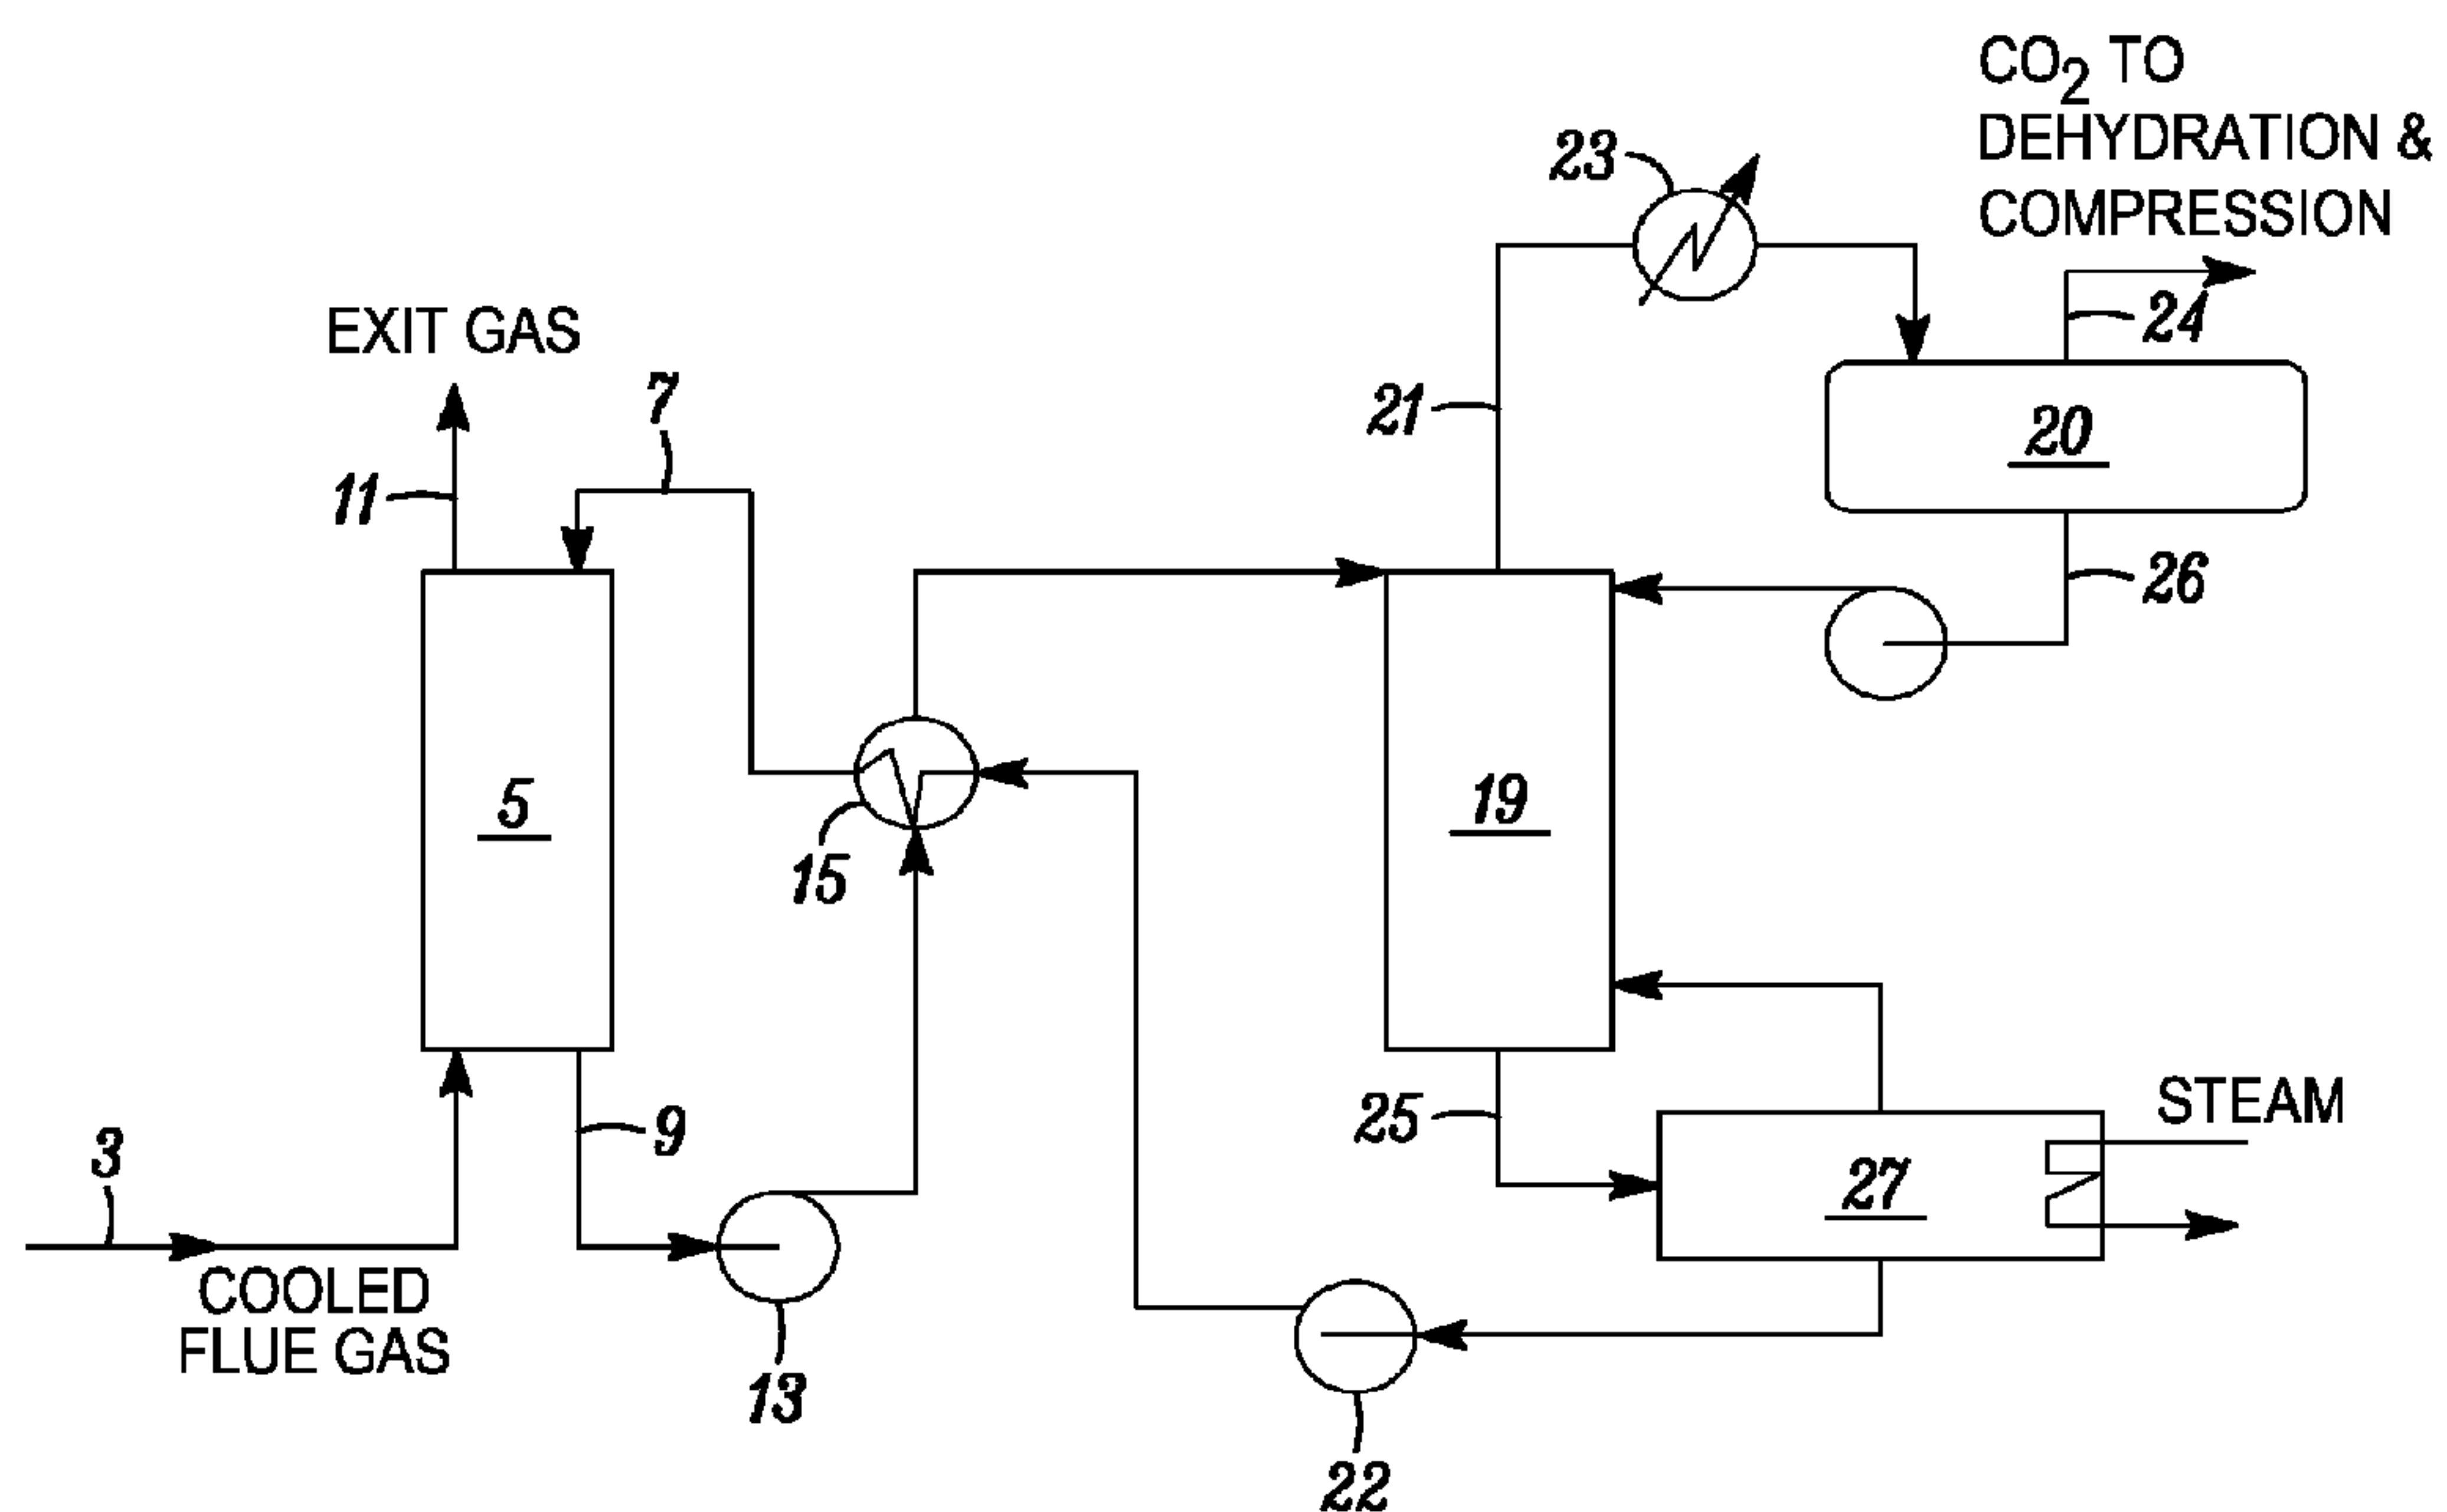 CO2 TO
DEHYDRATION &
COMPRESSION
23
EXIT GAS
24
7
21
20
11
26
5
19
15
25
STEAM
9
3
27
COOLED
FLUE GAS
13
22